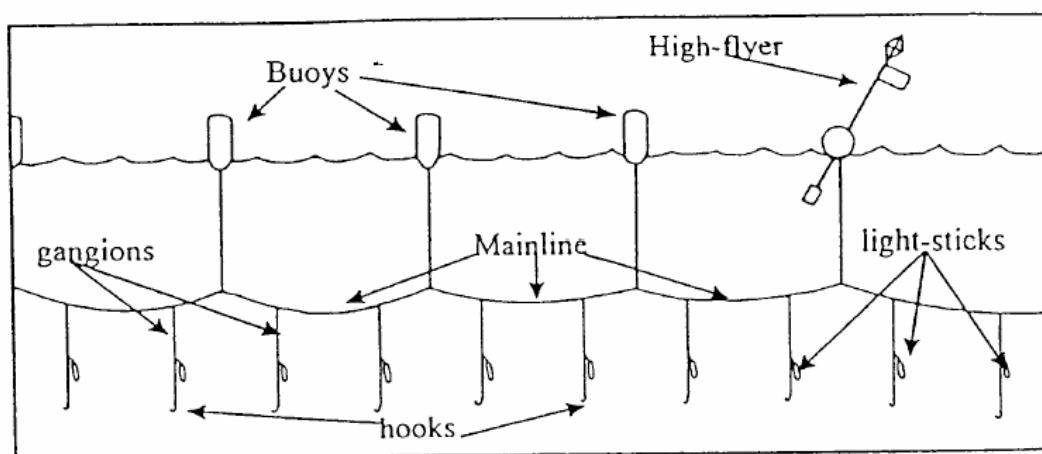 High-flyer
Buoys
gangions
Mainline
light-sticks
hooks